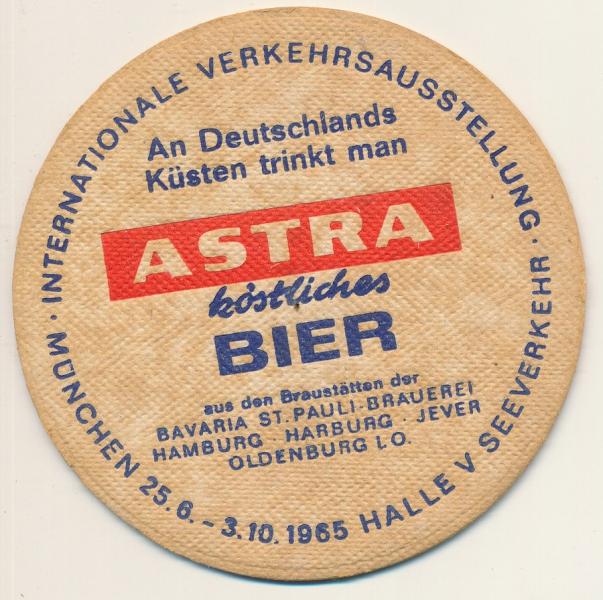 INTERNATIONALE VERKEHRSAUSSTELLUNG · MÜNCHEN 25.6. - 3.10.1965 HALLE V SEEVERKEHR ·
An Deutschlands
Küsten trinkt man
ASTRA
köstliches
BIER
aus den Braustätten der
BAVARIA ST. PAULI-BRAUEREI
HAMBURG · HARBURG · JEVER
OLDENBURG I.O.